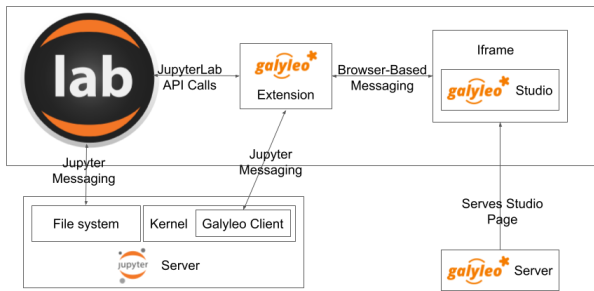 lab
JupyterLab
API Calls
galyleo
Extension
Browser-Based
Messaging
Iframe
galyleo Studio
Jupyter
Messaging
Jupyter
Messaging
File system
Kernel
Galyleo Client
jupyter
Server
Serves Studio
Page
galyleo Server